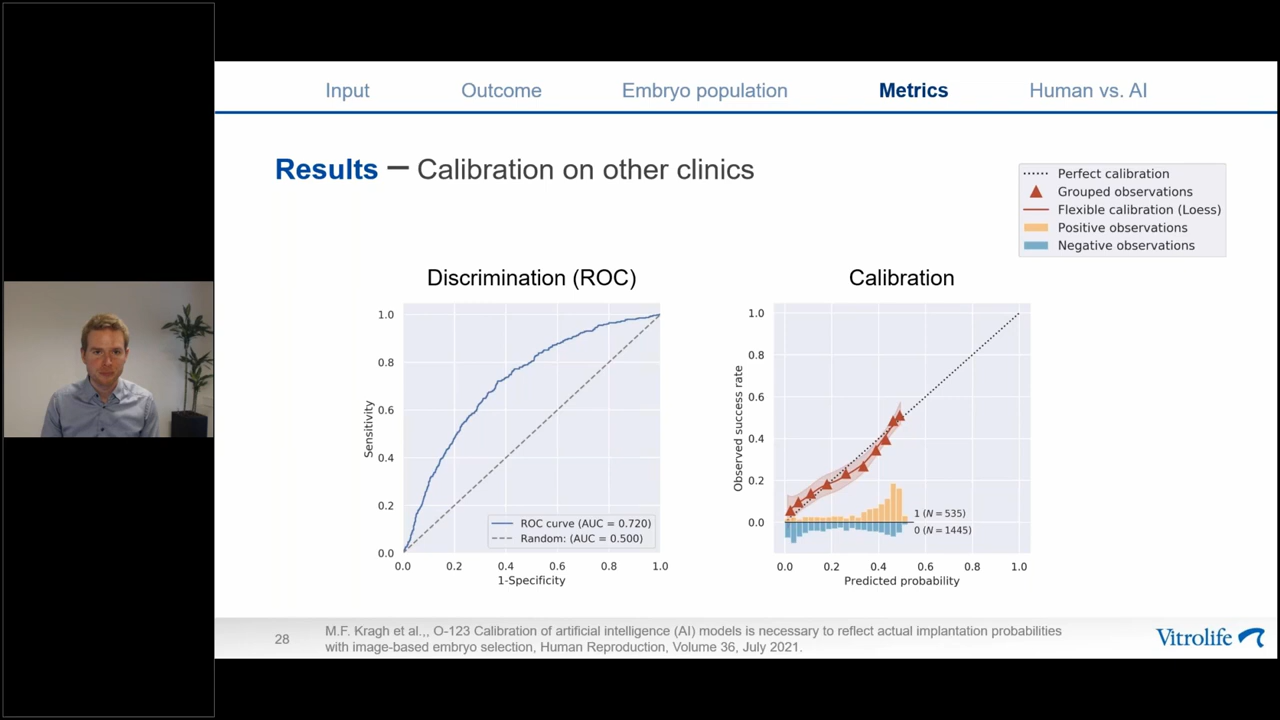 Input Outcome Embryo population Metrics Human vs. AI
Results — Calibration on other clinics
Perfect calibration
Grouped observations
Flexible calibration (Loess)
Positive observations
Negative observations
Discrimination (ROC)
1.0
0.8
0.6
0.4
0.2
0.0
Sensitivity
ROC curve (AUC = 0.720)
Random: (AUC = 0.500)
0.0 0.2 0.4 0.6 0.8 1.0
1-Specificity
Calibration
1.0
0.8
0.6
0.4
0.2
0.0
Observed success rate
1 (N = 535)
0 (N = 1445)
0.0 0.2 0.4 0.6 0.8 1.0
Predicted probability
28
M.F. Kragh et al.,, O-123 Calibration of artificial intelligence (AI) models is necessary to reflect actual implantation probabilities
with image-based embryo selection, Human Reproduction, Volume 36, July 2021.
Vitrolife